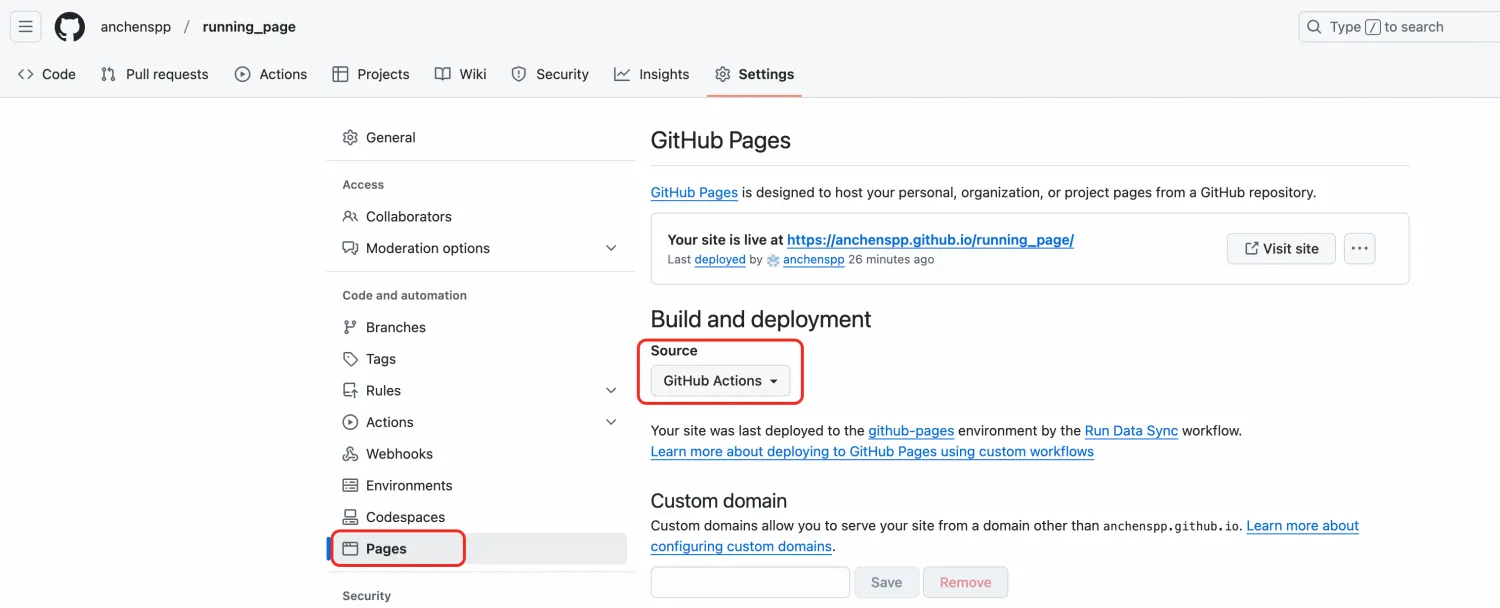 anchenspp / running_page
Type / to search
Code Pull requests Actions Projects Wiki Security Insights Settings
General
Access
Collaborators
Moderation options
Code and automation
Branches
Tags
Rules
Actions
Webhooks
Environments
Codespaces
Pages
Security
GitHub Pages
GitHub Pages is designed to host your personal, organization, or project pages from a GitHub repository.
Your site is live at https://anchenspp.github.io/running_page/
Last deployed by anchenspp 26 minutes ago
Visit site
Build and deployment
Source
GitHub Actions
Your site was last deployed to the github-pages environment by the Run Data Sync workflow.
Learn more about deploying to GitHub Pages using custom workflows
Custom domain
Custom domains allow you to serve your site from a domain other than anchenspp.github.io. Learn more about
configuring custom domains.
Save Remove